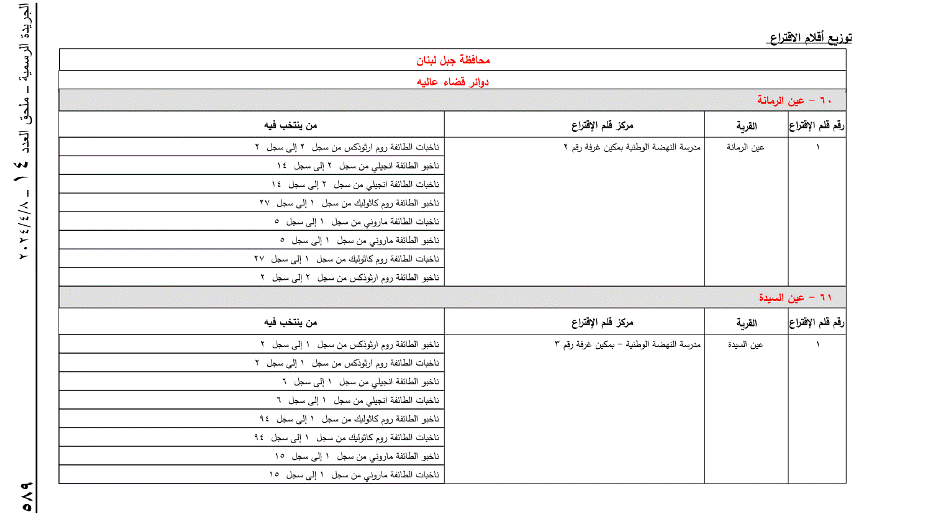 الجريدة الرسمية – ملحق العدد ١٤ – ٢٠٢٤/٤/٨
توزيع أقلام الاقتراع
محافظة جبل لبنان
دوائر قضاء عاليه
٦٠ - عين الرمانة
رقم قلم الإقتراع القرية مركز قلم الإقتراع من ينتخب فيه
١ عين الرمانة مدرسة النهضة الوطنية بمكين غرفة رقم ٢ ناخبات الطائفة روم ارثوذكس من سجل ٢ إلى سجل ٢
ناخبو الطائفة انجيلي من سجل ٢ إلى سجل ١٤
ناخبات الطائفة انجيلي من سجل ٢ إلى سجل ١٤
ناخبو الطائفة روم كاثوليك من سجل ١ إلى سجل ٢٧
ناخبات الطائفة ماروني من سجل ١ إلى سجل ٥
ناخبو الطائفة ماروني من سجل ١ إلى سجل ٥
ناخبات الطائفة روم كاثوليك من سجل ١ إلى سجل ٢٧
ناخبو الطائفة روم ارثوذكس من سجل ٢ إلى سجل ٢
٦١ - عين السيدة
رقم قلم الإقتراع القرية مركز قلم الإقتراع من ينتخب فيه
١ عين السيدة مدرسة النهضة الوطنية - بمكين غرفة رقم ٣ ناخبو الطائفة روم ارثوذكس من سجل ١ إلى سجل ٢
ناخبات الطائفة روم ارثوذكس من سجل ١ إلى سجل ٢
ناخبو الطائفة انجيلي من سجل ١ إلى سجل ٦
ناخبات الطائفة انجيلي من سجل ١ إلى سجل ٦
ناخبو الطائفة روم كاثوليك من سجل ١ إلى سجل ٩٤
ناخبات الطائفة روم كاثوليك من سجل ١ إلى سجل ٩٤
ناخبو الطائفة ماروني من سجل ١ إلى سجل ١٥
ناخبات الطائفة ماروني من سجل ١ إلى سجل ١٥
٥٨٩